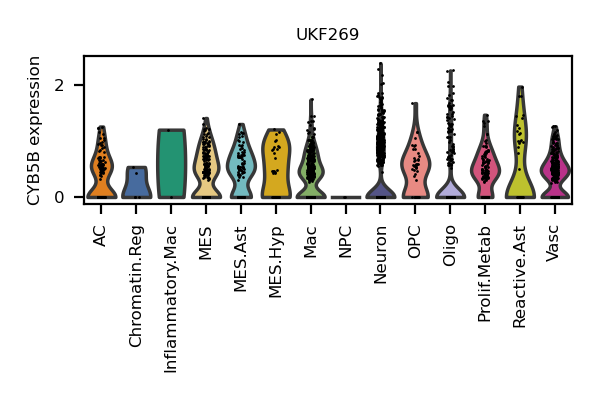 UKF269
CYB5B expression
2
0
AC
Chromatin.Reg
Inflammatory.Mac
MES
MES.Ast
MES.Hyp
Mac
NPC
Neuron
OPC
Oligo
Prolif.Metab
Reactive.Ast
Vasc